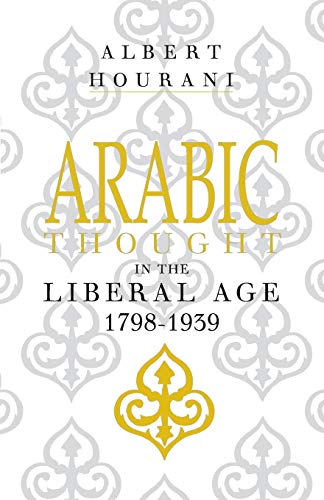 ALBERT
HOURANI
ARABIC
THOUGHT
IN THE
LIBERAL AGE
1798-1939